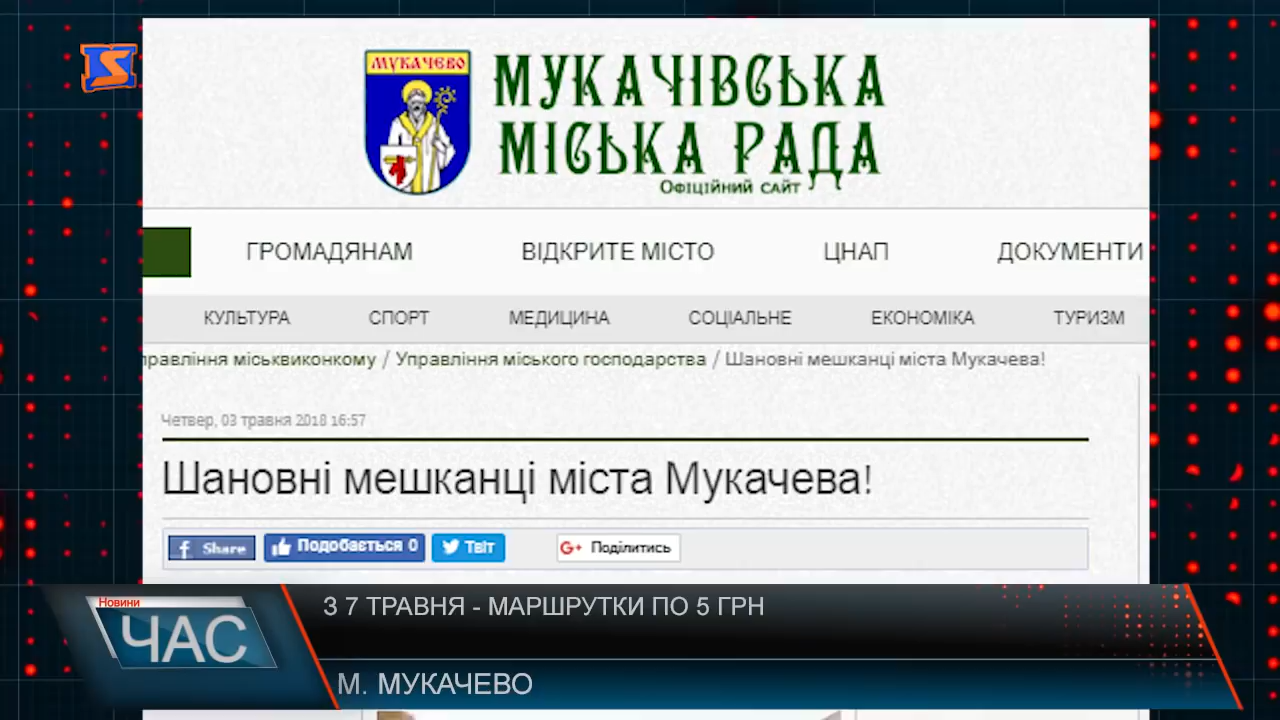 МУКАЧЕВО
МУКАЧІВСЬКА
МІСЬКА РАДА
Офіційний сайт
ГРОМАДЯНАМ ВІДКРИТЕ МІСТО ЦНАП ДОКУМЕНТИ
КУЛЬТУРА СПОРТ МЕДИЦИНА СОЦІАЛЬНЕ ЕКОНОМІКА ТУРИЗМ
правління міськвиконкому / Управління міського господарства / Шановні мешканці міста Мукачева!
Четвер, 03 травня 2018 16:57
Шановні мешканці міста Мукачева!
Share Подобається 0 Твіт G+ Поділитись
Новини
ЧАС
З 7 ТРАВНЯ - МАРШРУТКИ ПО 5 ГРН
М. МУКАЧЕВО